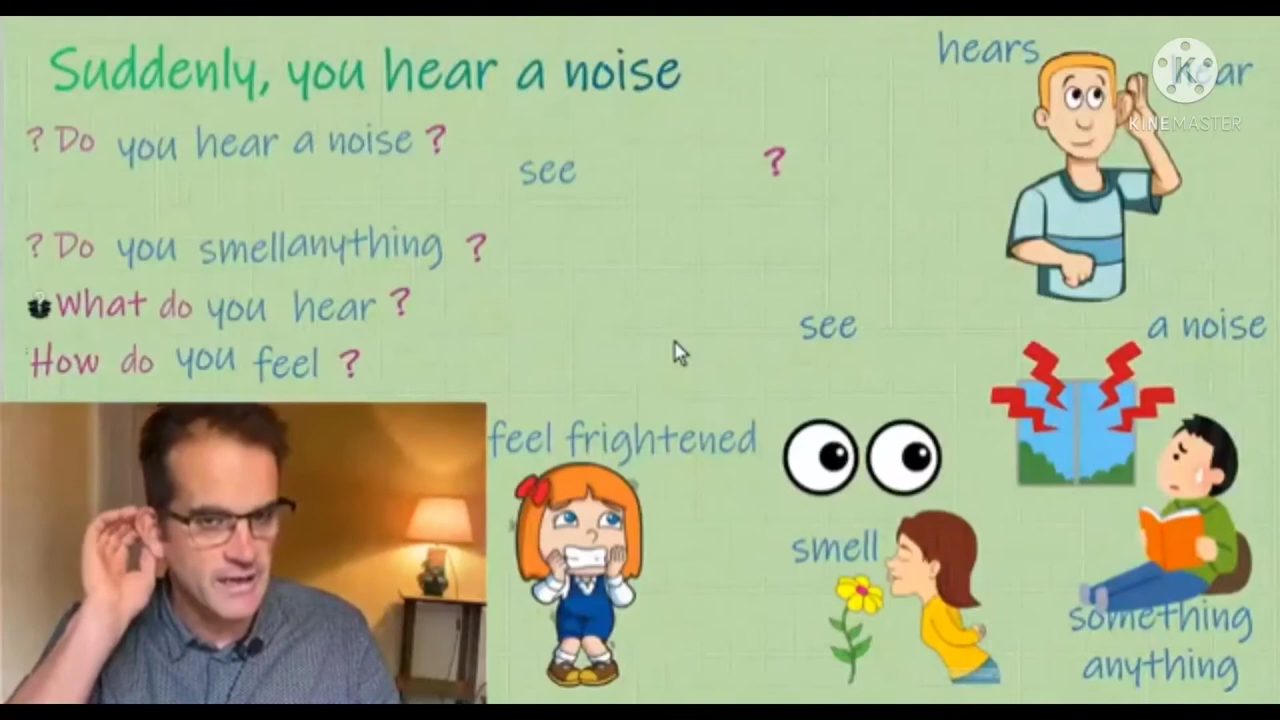 Suddenly, you hear a noise
? Do you hear a noise ?
see ?
? Do you smellanything ?
What do you hear ?
How do you feel ?
hears
hear
KINEMASTER
see
a noise
feel frightened
smell
something
anything